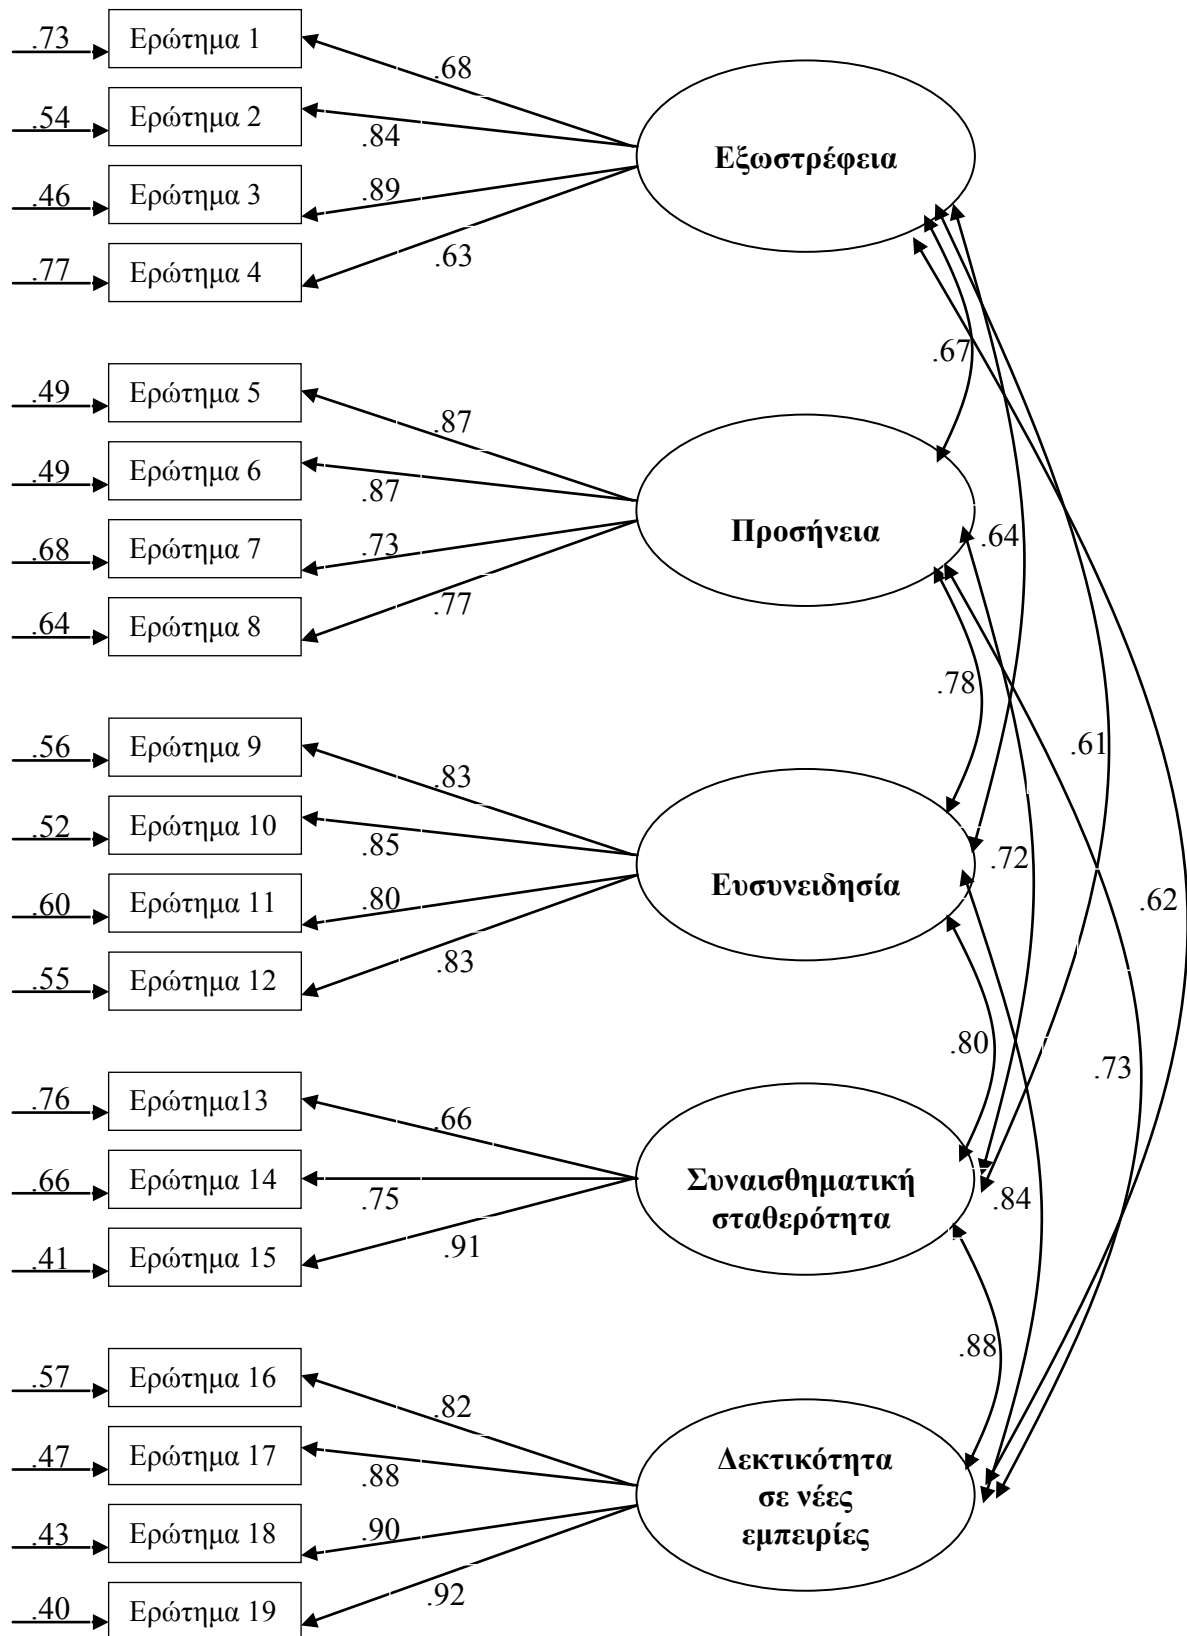 .73
Ερώτημα 1
.68
.54
Ερώτημα 2
.84
Εξωστρέφεια
.46
Ερώτημα 3
.89
.77
Ερώτημα 4
.63
.67
.49
Ερώτημα 5
.87
.49
Ερώτημα 6
.87
Προσήνεια
.64
.68
Ερώτημα 7
.73
.64
Ερώτημα 8
.77
.78
.61
.56
Ερώτημα 9
.83
.52
Ερώτημα 10
.85
.72
.60
Ερώτημα 11
.80
Ευσυνειδησία
.62
.55
Ερώτημα 12
.83
.80
.73
.76
Ερώτημα13
.66
.66
Ερώτημα 14
.75
Συναισθηματική
σταθερότητα
.84
.41
Ερώτημα 15
.91
.88
.57
Ερώτημα 16
.82
.47
Ερώτημα 17
.88
Δεκτικότητα
σε νέες
εμπειρίες
.43
Ερώτημα 18
.90
.40
Ερώτημα 19
.92